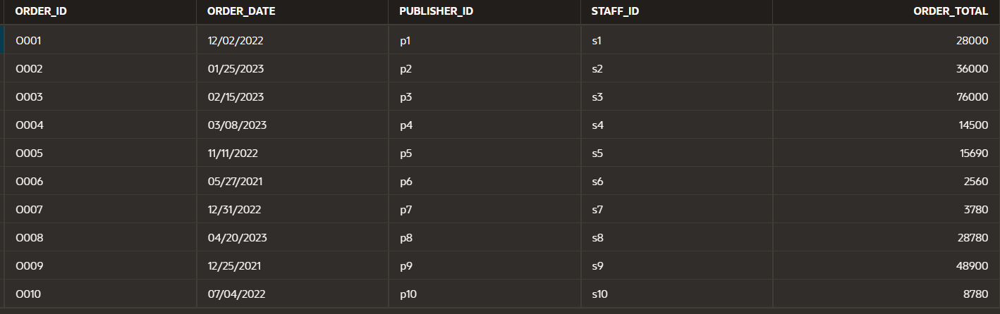 ORDER_ID ORDER_DATE PUBLISHER_ID STAFF_ID ORDER_TOTAL
O001 12/02/2022 p1 s1 28000
O002 01/25/2023 p2 s2 36000
O003 02/15/2023 p3 s3 76000
O004 03/08/2023 p4 s4 14500
O005 11/11/2022 p5 s5 15690
O006 05/27/2021 p6 s6 2560
O007 12/31/2022 p7 s7 3780
O008 04/20/2023 p8 s8 28780
O009 12/25/2021 p9 s9 48900
O010 07/04/2022 p10 s10 8780